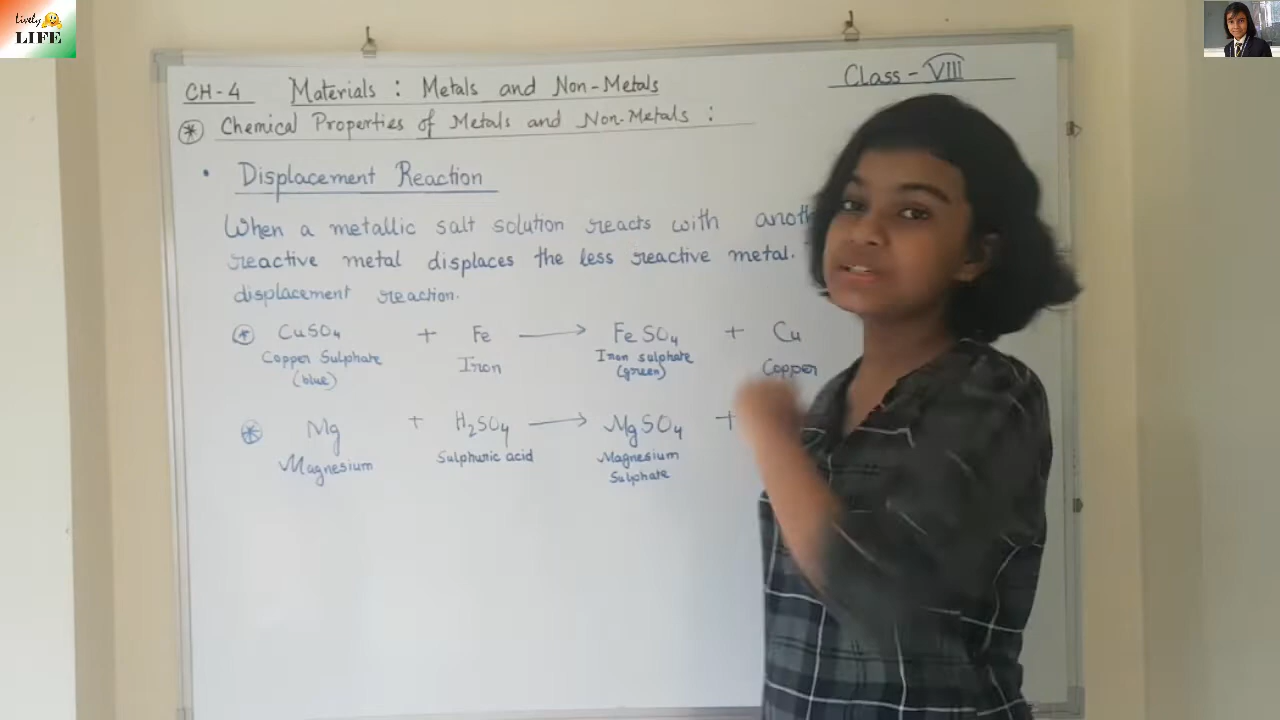 Lively
LIFE
CH-4 Materials : Metals and Non-Metals
Class - VIII
* Chemical Properties of Metals and Non-Metals :
• Displacement Reaction
When a metallic salt solution reacts with
reactive metal displaces the less reactive metal.
displacement reaction.
* CuSO4 + Fe → FeSO4 + Cu
Copper Sulphate Iron Iron sulphate Copper
(blue) (green)
* Mg + H2SO4 → MgSO4 +
Magnesium Sulphuric acid Magnesium
Sulphate